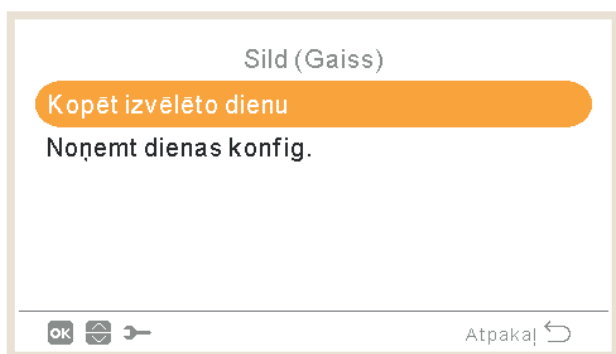 Sild (Gaiss)
Kopēt izvēlēto dienu
Noņemt dienas konfig.
OK
Atpakaļ